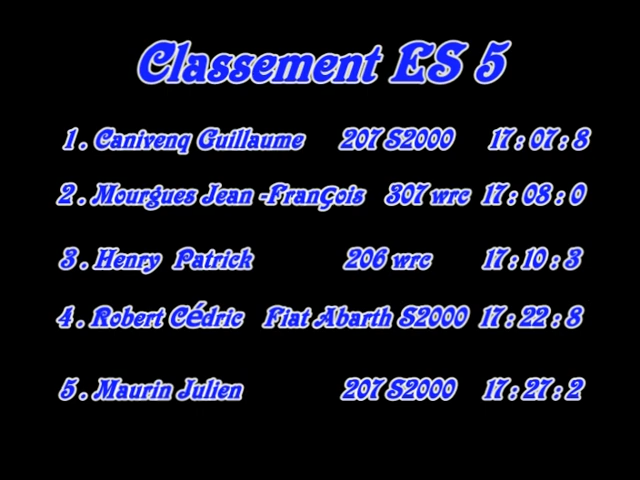 Classement ES 5
1 . Canivenq Guillaume 207 S2000 17 : 07 : 8
2 . Mourgues Jean -François 307 wrc 17 : 08 : 0
3 . Henry Patrick 206 wrc 17 : 10 : 3
4 . Robert Cédric Fiat Abarth S2000 17 : 22 : 8
5 . Maurin Julien 207 S2000 17 : 27 : 2